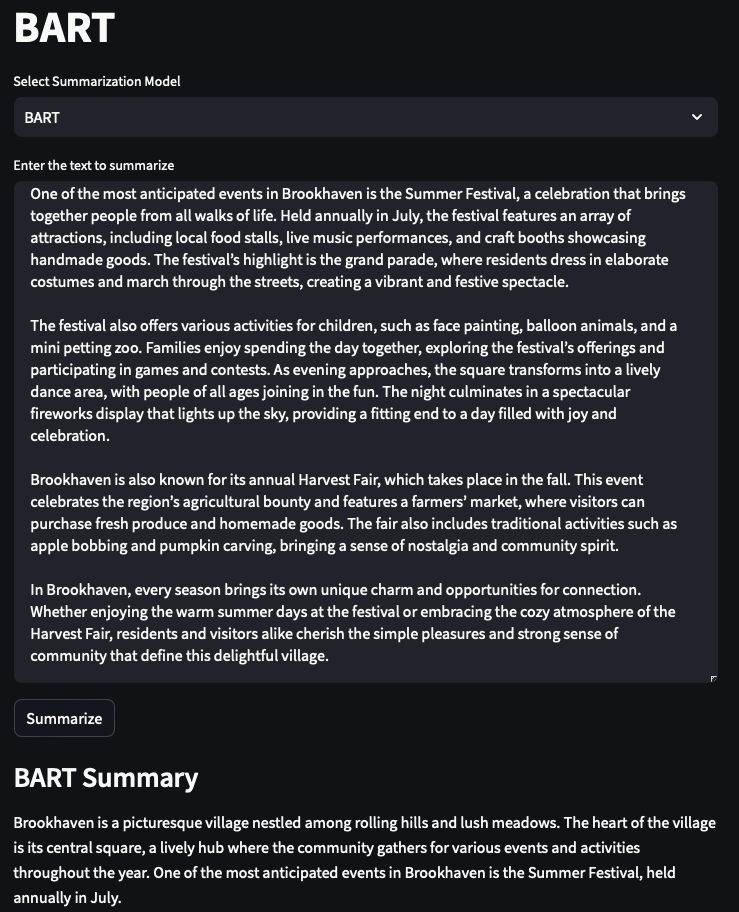 BART
Select Summarization Model
BART
Enter the text to summarize
One of the most anticipated events in Brookhaven is the Summer Festival, a celebration that brings
together people from all walks of life. Held annually in July, the festival features an array of
attractions, including local food stalls, live music performances, and craft booths showcasing
handmade goods. The festival’s highlight is the grand parade, where residents dress in elaborate
costumes and march through the streets, creating a vibrant and festive spectacle.
The festival also offers various activities for children, such as face painting, balloon animals, and a
mini petting zoo. Families enjoy spending the day together, exploring the festival’s offerings and
participating in games and contests. As evening approaches, the square transforms into a lively
dance area, with people of all ages joining in the fun. The night culminates in a spectacular
fireworks display that lights up the sky, providing a fitting end to a day filled with joy and
celebration.
Brookhaven is also known for its annual Harvest Fair, which takes place in the fall. This event
celebrates the region’s agricultural bounty and features a farmers’ market, where visitors can
purchase fresh produce and homemade goods. The fair also includes traditional activities such as
apple bobbing and pumpkin carving, bringing a sense of nostalgia and community spirit.
In Brookhaven, every season brings its own unique charm and opportunities for connection.
Whether enjoying the warm summer days at the festival or embracing the cozy atmosphere of the
Harvest Fair, residents and visitors alike cherish the simple pleasures and strong sense of
community that define this delightful village.
Summarize
BART Summary
Brookhaven is a picturesque village nestled among rolling hills and lush meadows. The heart of the village
is its central square, a lively hub where the community gathers for various events and activities
throughout the year. One of the most anticipated events in Brookhaven is the Summer Festival, held
annually in July.